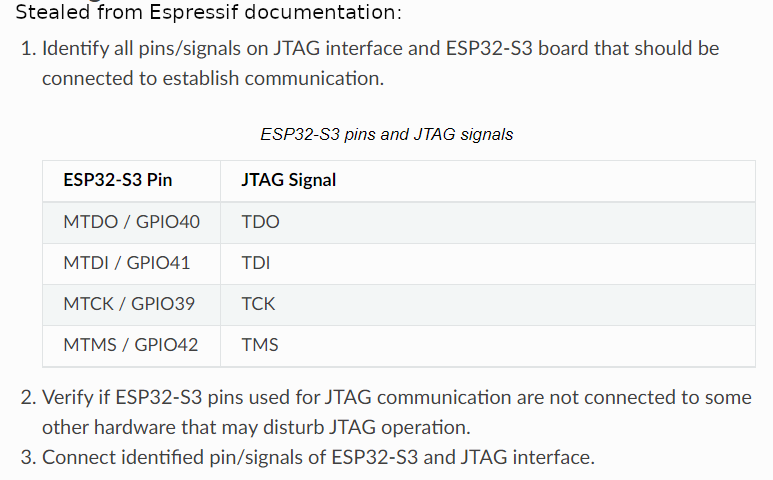 Stealed from Espressif documentation:
1. Identify all pins/signals on JTAG interface and ESP32-S3 board that should be
connected to establish communication.
ESP32-S3 pins and JTAG signals
ESP32-S3 Pin JTAG Signal
MTDO / GPIO40 TDO
MTDI / GPIO41 TDI
MTCK / GPIO39 TCK
MTMS / GPIO42 TMS
2. Verify if ESP32-S3 pins used for JTAG communication are not connected to some
other hardware that may disturb JTAG operation.
3. Connect identified pin/signals of ESP32-S3 and JTAG interface.